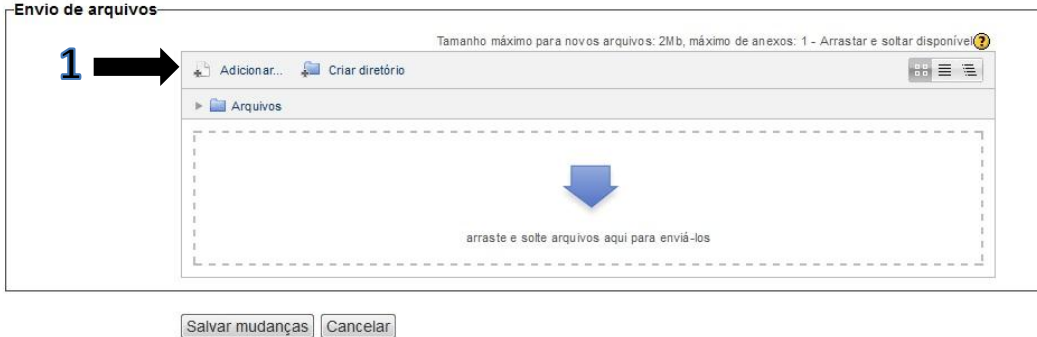 Envio de arquivos
Tamanho máximo para novos arquivos: 2Mb, máximo de anexos: 1 - Arrastar e soltar disponível ?
1
Adicionar... Criar diretório
Arquivos
arraste e solte arquivos aqui para enviá-los
Salvar mudanças Cancelar